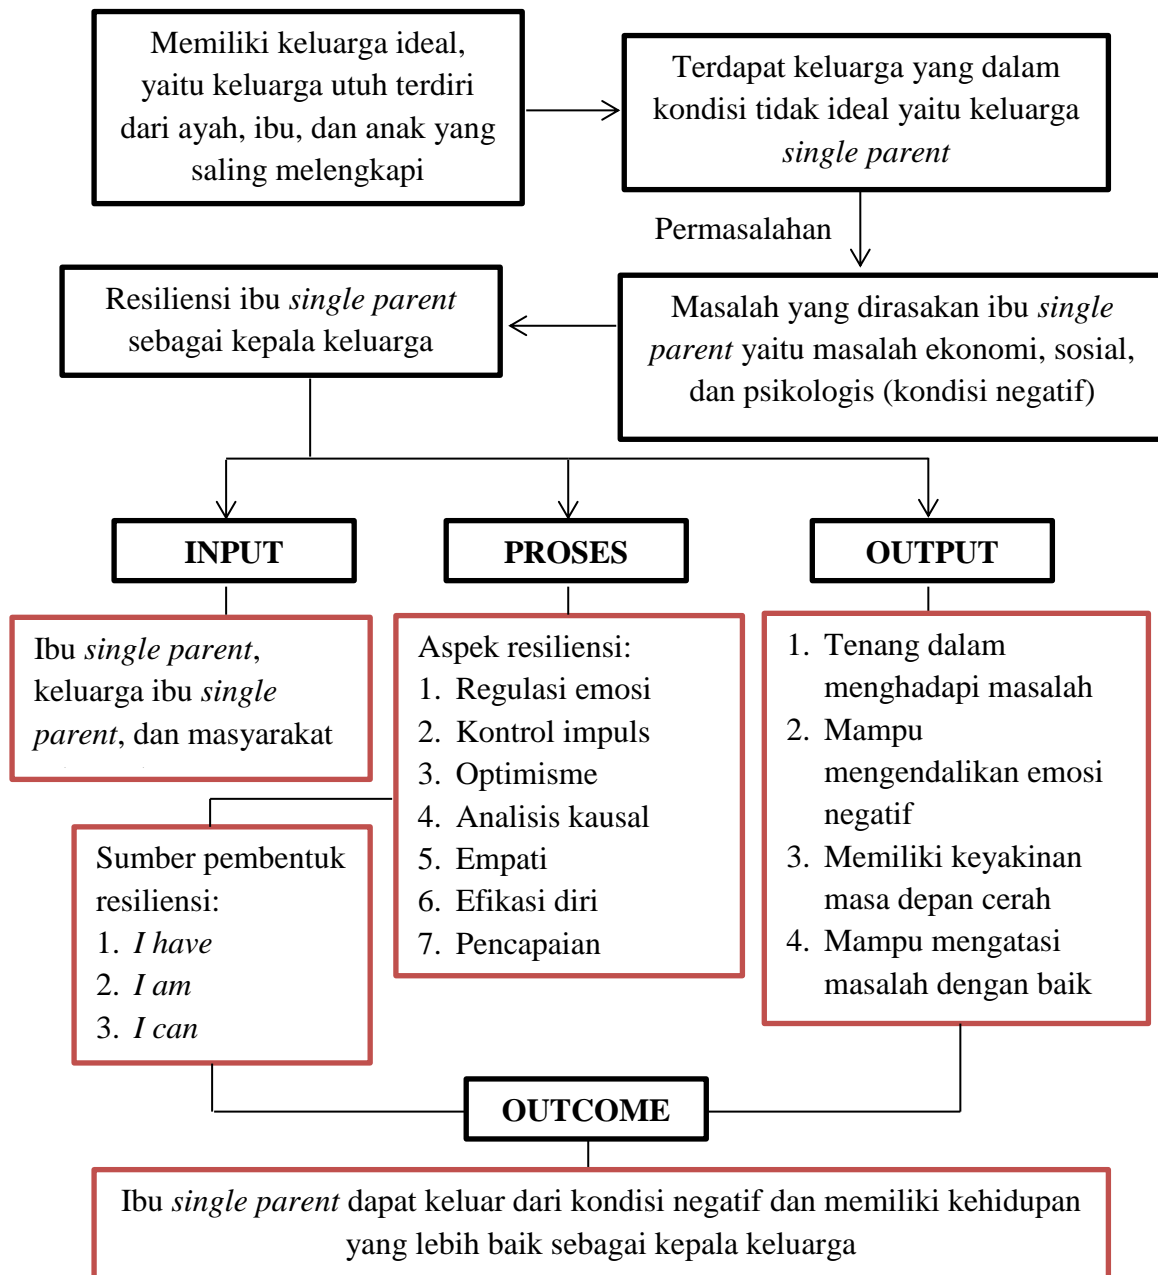 Memiliki keluarga ideal,
yaitu keluarga utuh terdiri
dari ayah, ibu, dan anak yang
saling melengkapi
Terdapat keluarga yang dalam
kondisi tidak ideal yaitu keluarga
single parent
Permasalahan
Masalah yang dirasakan ibu single
parent yaitu masalah ekonomi, sosial,
dan psikologis (kondisi negatif)
Resiliensi ibu single parent
sebagai kepala keluarga
INPUT
PROSES
OUTPUT
Ibu single parent,
keluarga ibu single
parent, dan masyarakat
Aspek resiliensi:
1. Regulasi emosi
2. Kontrol impuls
3. Optimisme
4. Analisis kausal
5. Empati
6. Efikasi diri
7. Pencapaian
1. Tenang dalam
menghadapi masalah
2. Mampu
mengendalikan emosi
negatif
3. Memiliki keyakinan
masa depan cerah
4. Mampu mengatasi
masalah dengan baik
Sumber pembentuk
resiliensi:
1. I have
2. I am
3. I can
OUTCOME
Ibu single parent dapat keluar dari kondisi negatif dan memiliki kehidupan
yang lebih baik sebagai kepala keluarga